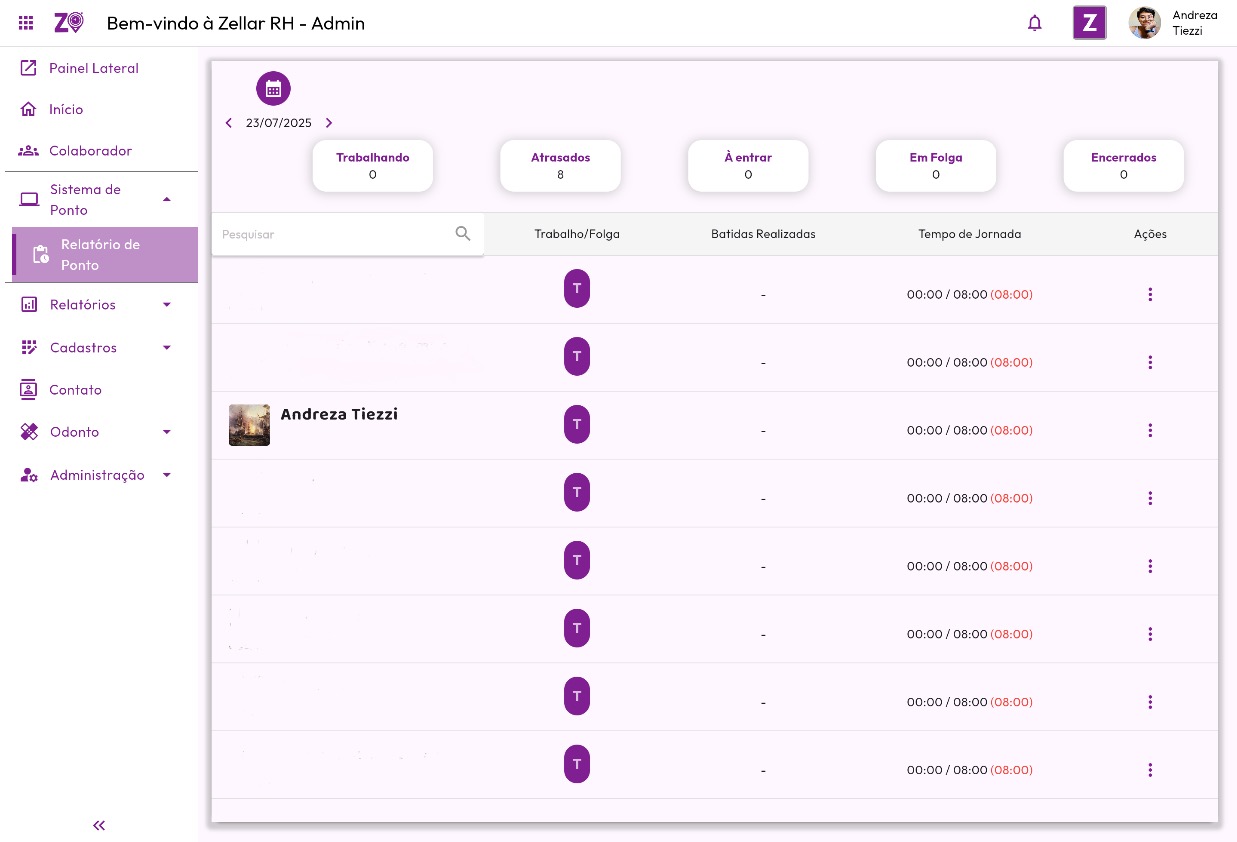 Bem-vindo à Zellar RH - Admin
Z
Andreza
Tiezzi
Painel Lateral
Início
Colaborador
Sistema de
Ponto
Relatório de
Ponto
Relatórios
Cadastros
Contato
Odonto
Administração
23/07/2025
Trabalhando
0
Atrasados
8
À entrar
0
Em Folga
0
Encerrados
0
Pesquisar Trabalho/Folga Batidas Realizadas Tempo de Jornada Ações
T - 00:00 / 08:00 (08:00)
T - 00:00 / 08:00 (08:00)
Andreza Tiezzi T - 00:00 / 08:00 (08:00)
T - 00:00 / 08:00 (08:00)
T - 00:00 / 08:00 (08:00)
T - 00:00 / 08:00 (08:00)
T - 00:00 / 08:00 (08:00)
T - 00:00 / 08:00 (08:00)